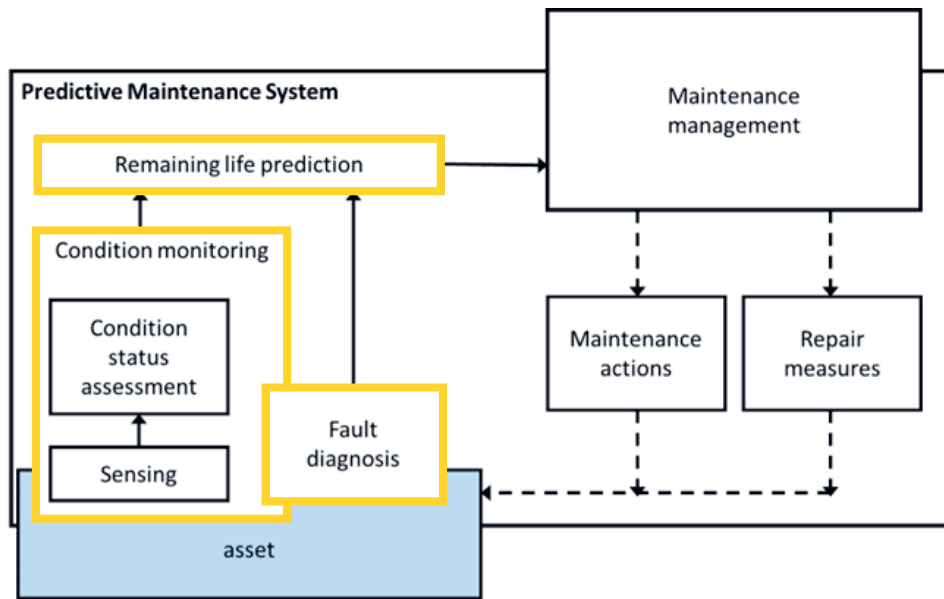 Predictive Maintenance System
Maintenance
management
Remaining life prediction
Condition monitoring
Condition
status
assessment
Sensing
Fault
diagnosis
Maintenance
actions
Repair
measures
asset